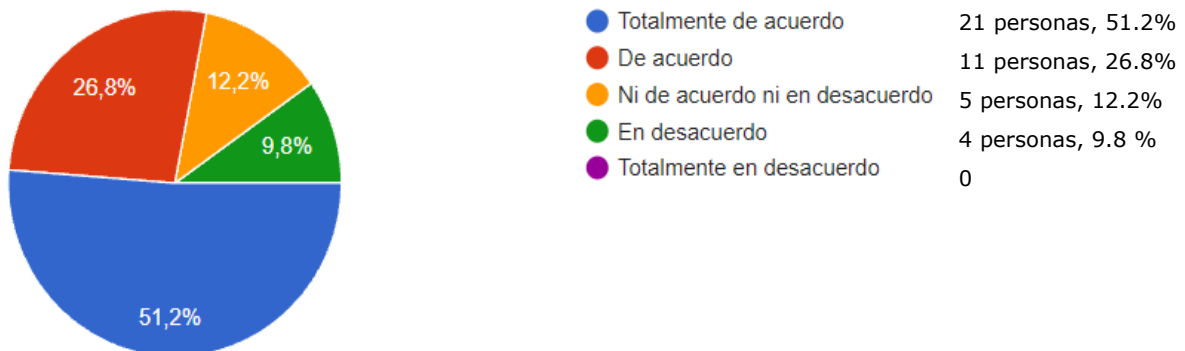 26,8%
12,2%
9,8%
51,2%
Totalmente de acuerdo 21 personas, 51.2%
De acuerdo 11 personas, 26.8%
Ni de acuerdo ni en desacuerdo 5 personas, 12.2%
En desacuerdo 4 personas, 9.8 %
Totalmente en desacuerdo 0